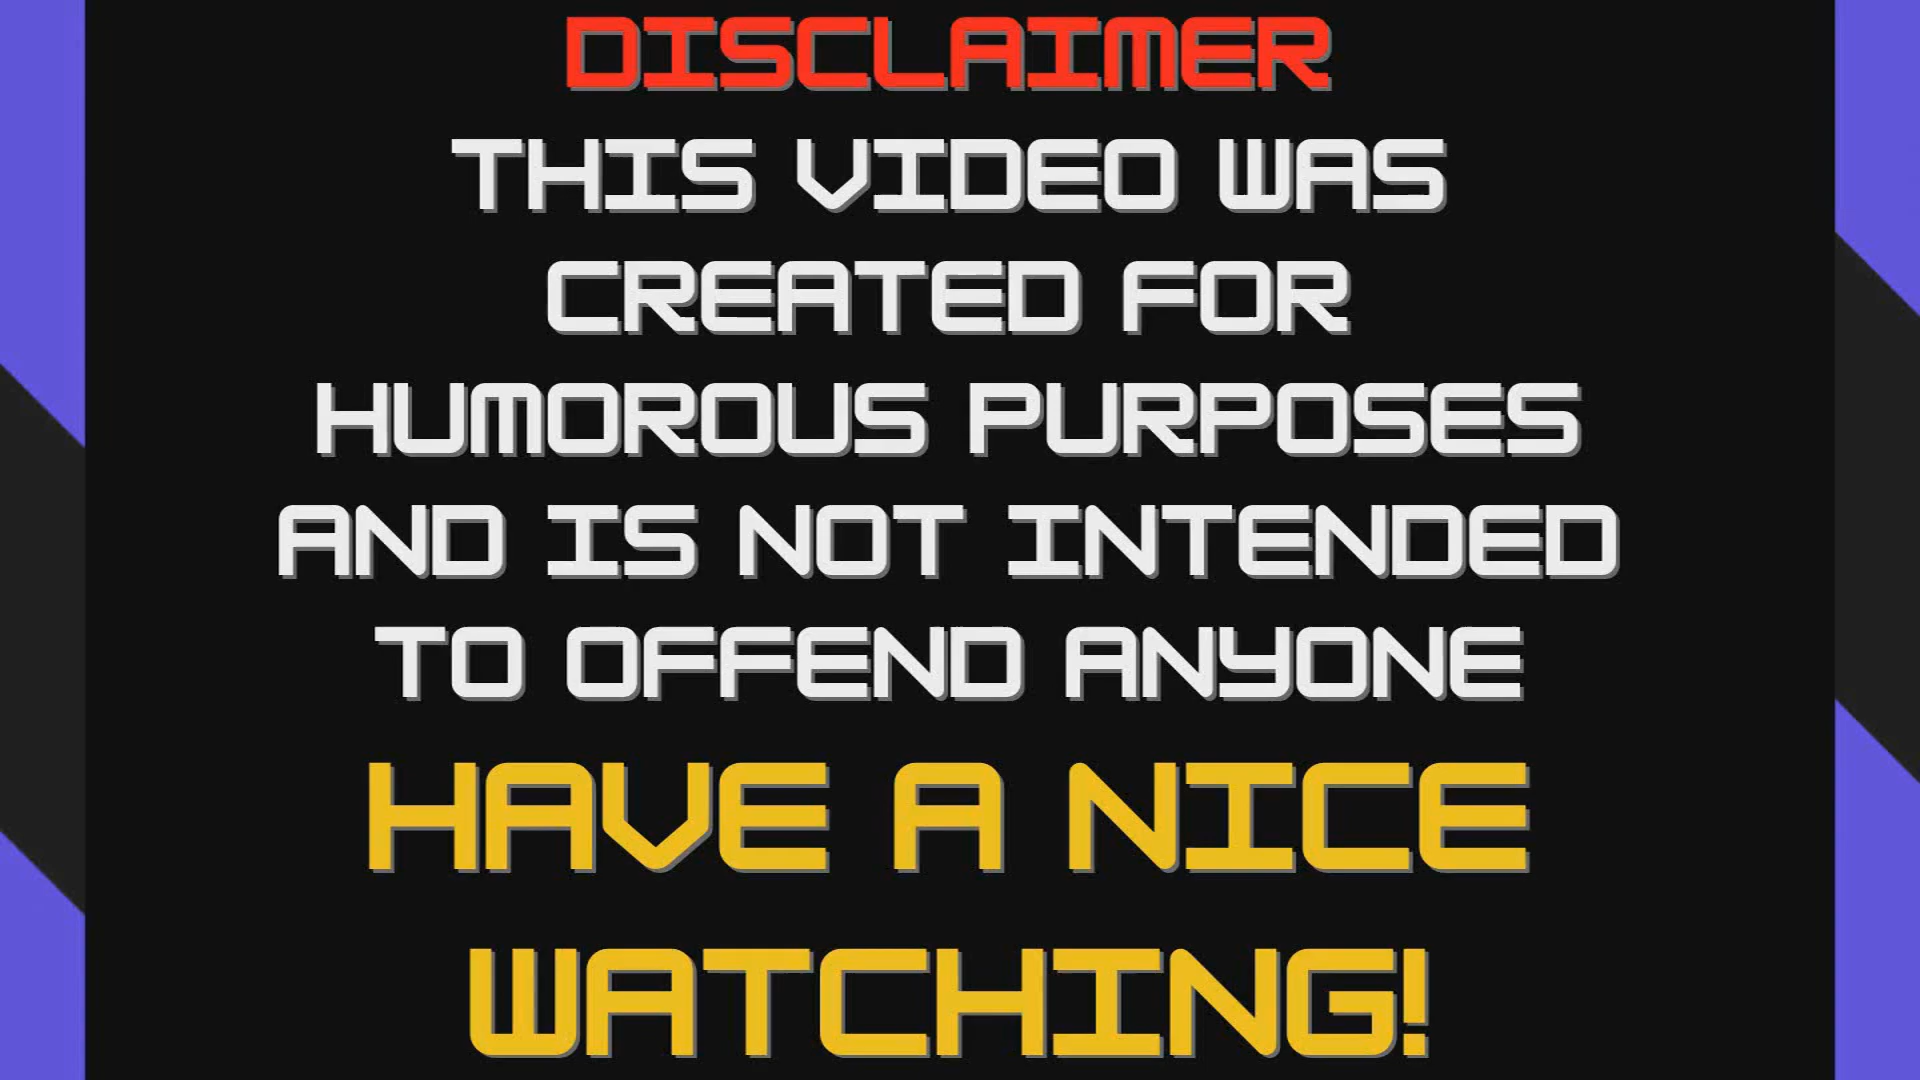 DISCLAIMER
THIS VIDEO WAS
CREATED FOR
HUMOROUS PURPOSES
AND IS NOT INTENDED
TO OFFEND ANYONE
HAVE A NICE
WATCHING!